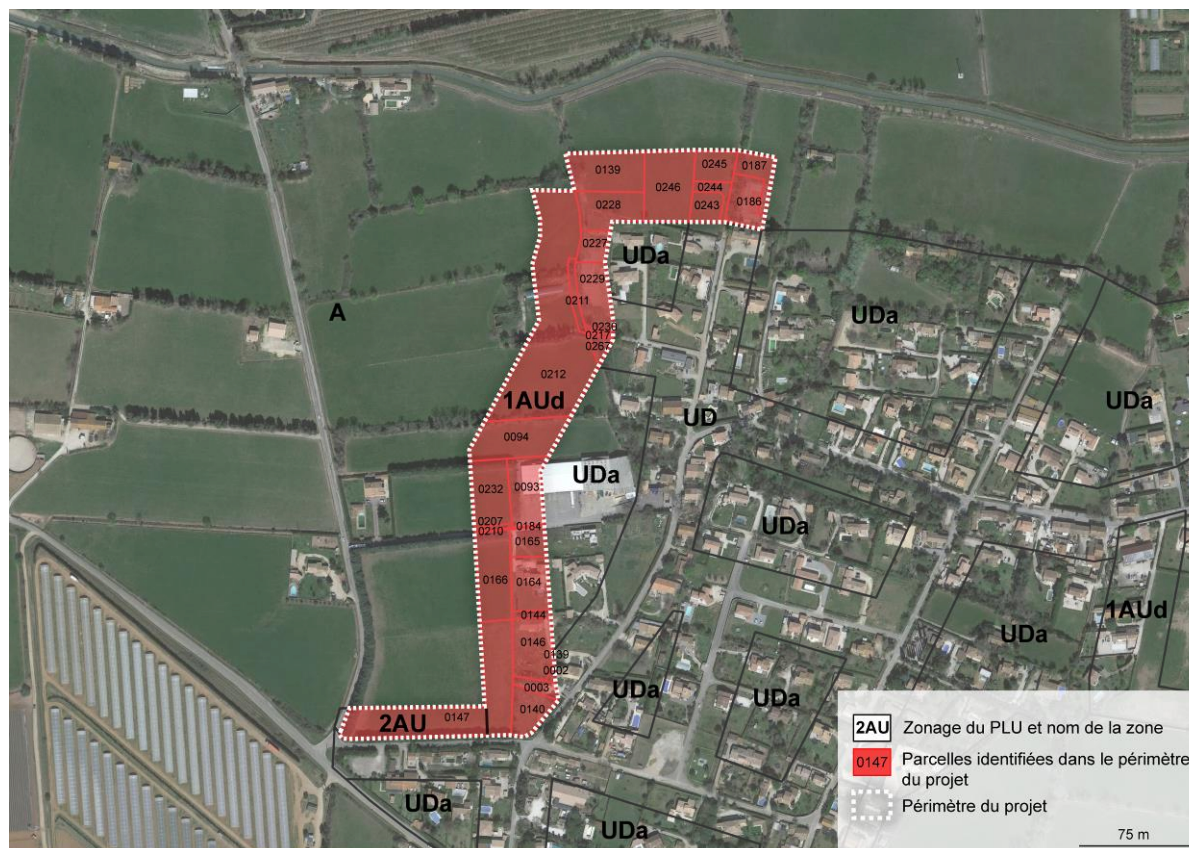 0139
0245
0187
0246
0244
0186
0228
0243
0227
UDa
0229
UDa
0211
A
0239
0217
0267
0212
1AUd
UDa
UD
0094
UDa
0232
0093
0207
0184
UDa
0210
0165
0166
0164
1AUd
0144
UDa
0146
0139
0002
UDa
UDa
0003
0140
2AU
0147
UDa
UDa
2AU Zonage du PLU et nom de la zone
0147 Parcelles identifiées dans le périmètre
du projet
Périmètre du projet
75 m